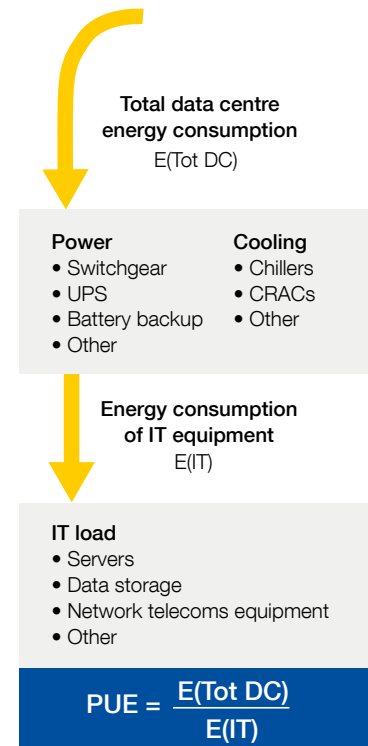 Total data centre
energy consumption
E(Tot DC)
Power
• Switchgear
• UPS
• Battery backup
• Other
Cooling
• Chillers
• CRACs
• Other
Energy consumption
of IT equipment
E(IT)
IT load
• Servers
• Data storage
• Network telecoms equipment
• Other
PUE = E(Tot DC)
E(IT)